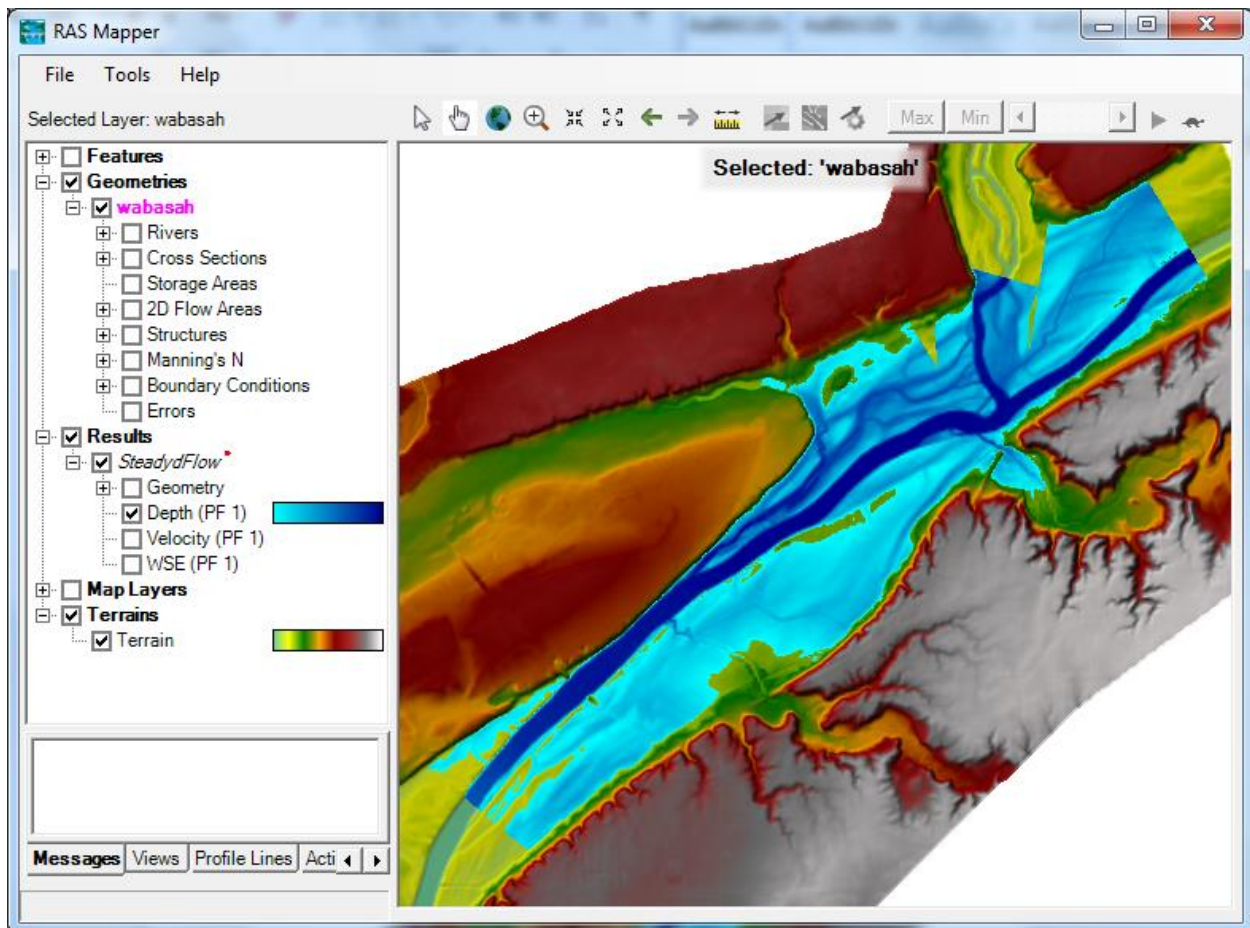 RAS Mapper
File Tools Help
Selected Layer: wabasah
Max Min
Selected: 'wabasah'
Features
Geometries
wabasah
Rivers
Cross Sections
Storage Areas
2D Flow Areas
Structures
Manning's N
Boundary Conditions
Errors
Results
SteadydFlow
Geometry
Depth (PF 1)
Velocity (PF 1)
WSE (PF 1)
Map Layers
Terrains
Terrain
Messages Views Profile Lines Acti